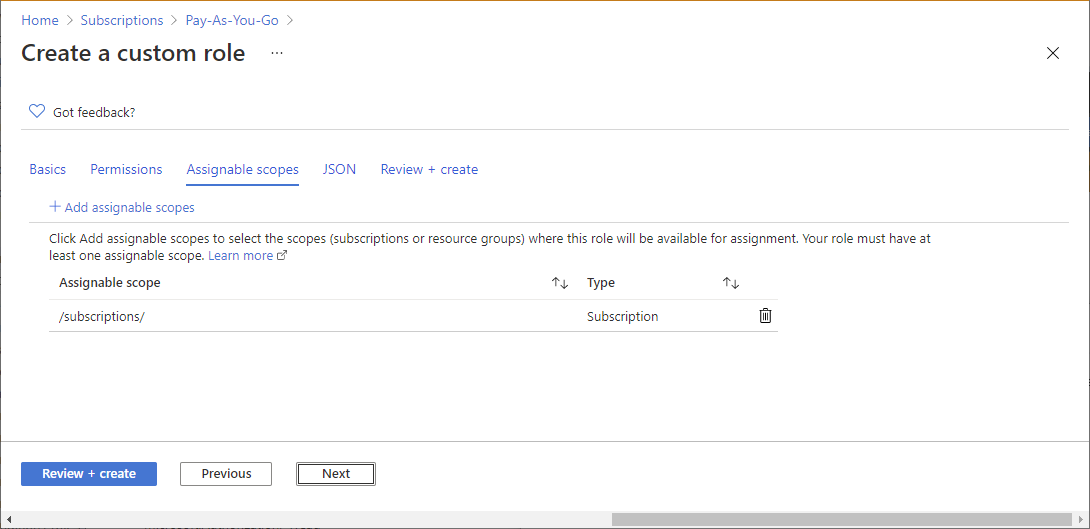 Home > Subscriptions > Pay-As-You-Go >
Create a custom role ...
Got feedback?
Basics Permissions Assignable scopes JSON Review + create
+ Add assignable scopes
Click Add assignable scopes to select the scopes (subscriptions or resource groups) where this role will be available for assignment. Your role must have at
least one assignable scope. Learn more
Assignable scope Type
/subscriptions/ Subscription
Review + create Previous Next